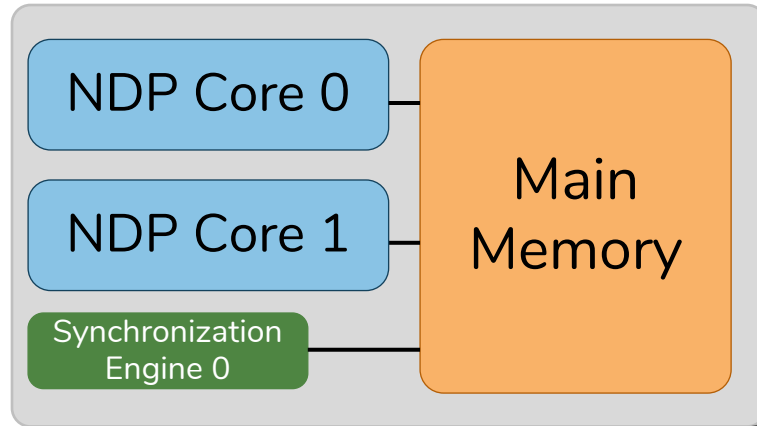 NDP Core 0
NDP Core 1
Synchronization
Engine 0
Main
Memory